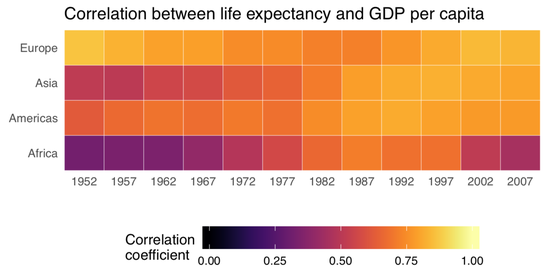 Correlation between life expectancy and GDP per capita
Europe
Asia
Americas
Africa
1952 1957 1962 1967 1972 1977 1982 1987 1992 1997 2002 2007
Correlation
coefficient
0.00 0.25 0.50 0.75 1.00